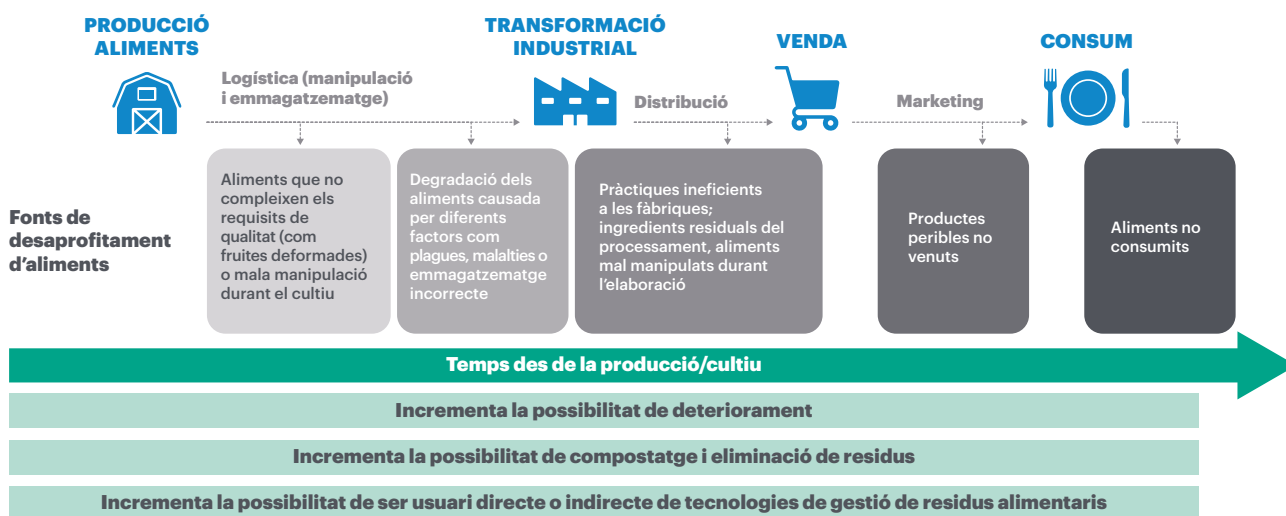 PRODUCCIÓ
ALIMENTS
Logística (manipulació
i emmagatzematge)
TRANSFORMACIÓ
INDUSTRIAL
Distribució
VENDA
Marketing
CONSUM
Fonts de
desaprofitament
d’aliments
Aliments que no
compleixen els
requisits de
qualitat (com
fruites deformades)
o mala manipulació
durant el cultiu
Degradació dels
aliments causada
per diferents
factors com
plagues, malalties o
emmagatzematge
incorrecte
Pràctiques ineficients
a les fàbriques;
ingredients residuals del
processament, aliments
mal manipulats durant
l’elaboració
Productes
peribles no
venuts
Aliments no
consumits
Temps des de la producció/cultiu
Incrementa la possibilitat de deteriorament
Incrementa la possibilitat de compostatge i eliminació de residus
Incrementa la possibilitat de ser usuari directe o indirecte de tecnologies de gestió de residus alimentaris